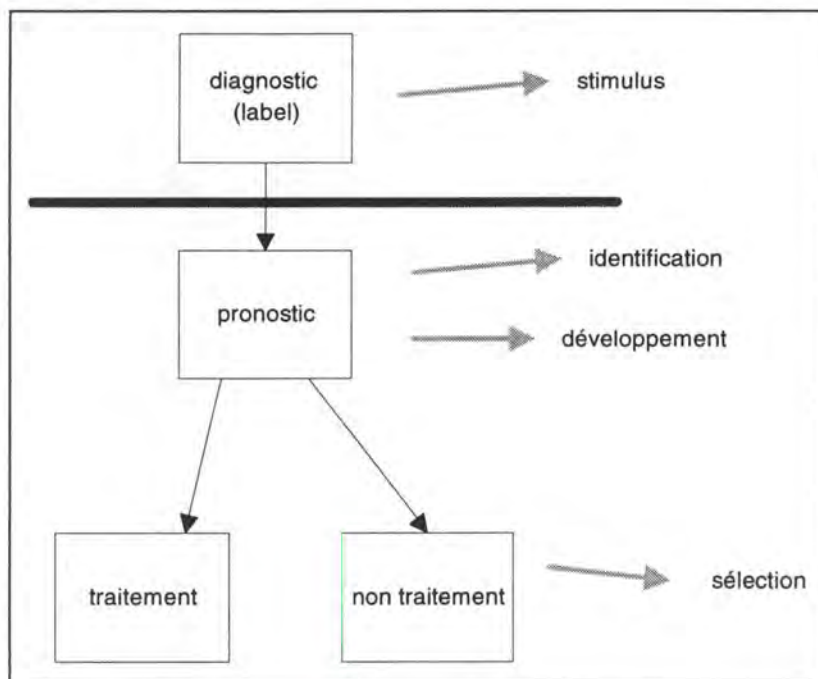 diagnostic
(label)
stimulus
identification
pronostic
développement
traitement
non traitement
sélection